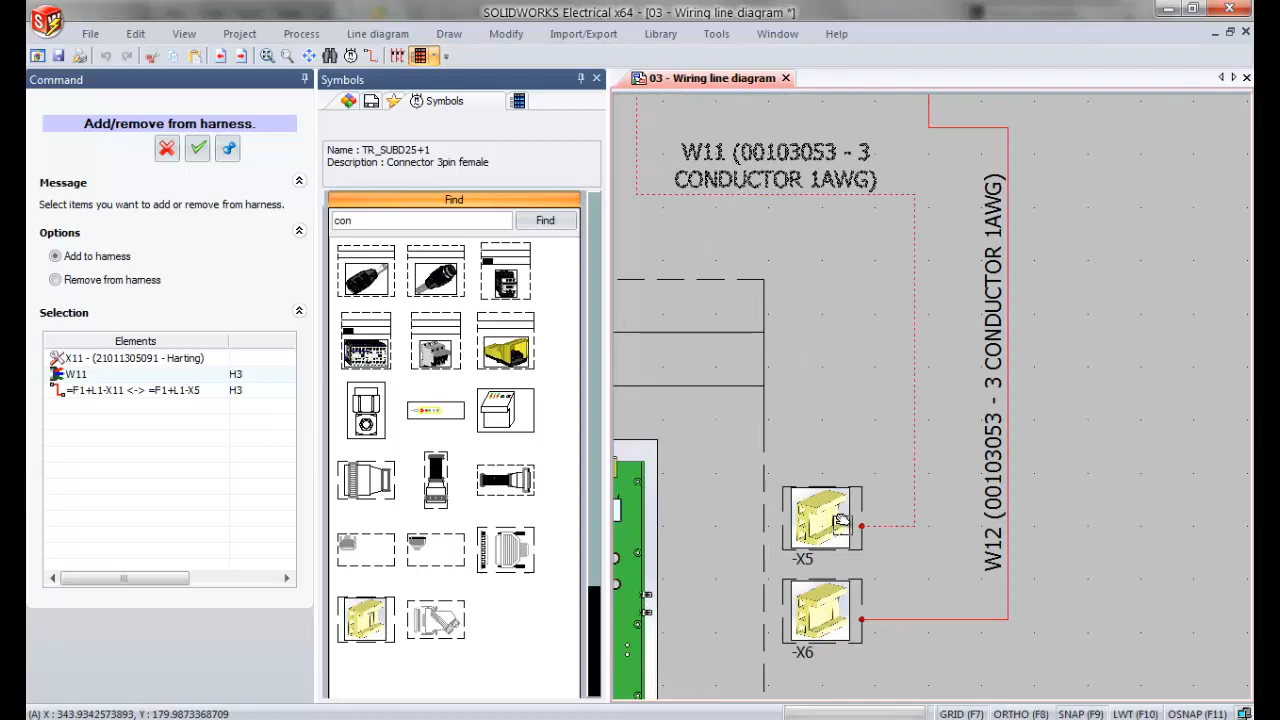 SOLIDWORKS Electrical x64 - [03 - Wiring line diagram *]
File Edit View Project Process Line diagram Draw Modify Import/Export Library Tools Window Help
Command
Symbols
03 - Wiring line diagram
Symbols
Add/remove from harness.
Name : TR_SUBD25+1
Description : Connector 3pin female
Message
Select items you want to add or remove from harness.
Find
con
Find
Options
Add to harness
Remove from harness
Selection
Elements
X11 - (21011305091 - Harting)
W11 H3
=F1+L1-X11 <-> =F1+L1-X5 H3
W11 (00103053 - 3
CONDUCTOR 1AWG)
W12 (00103053 - 3 CONDUCTOR 1AWG)
-X5
-X6
(A) X : 343.9342573893, Y : 179.9873368709
GRID (F7) ORTHO (F8) SNAP (F9) LWT (F10) OSNAP (F11)